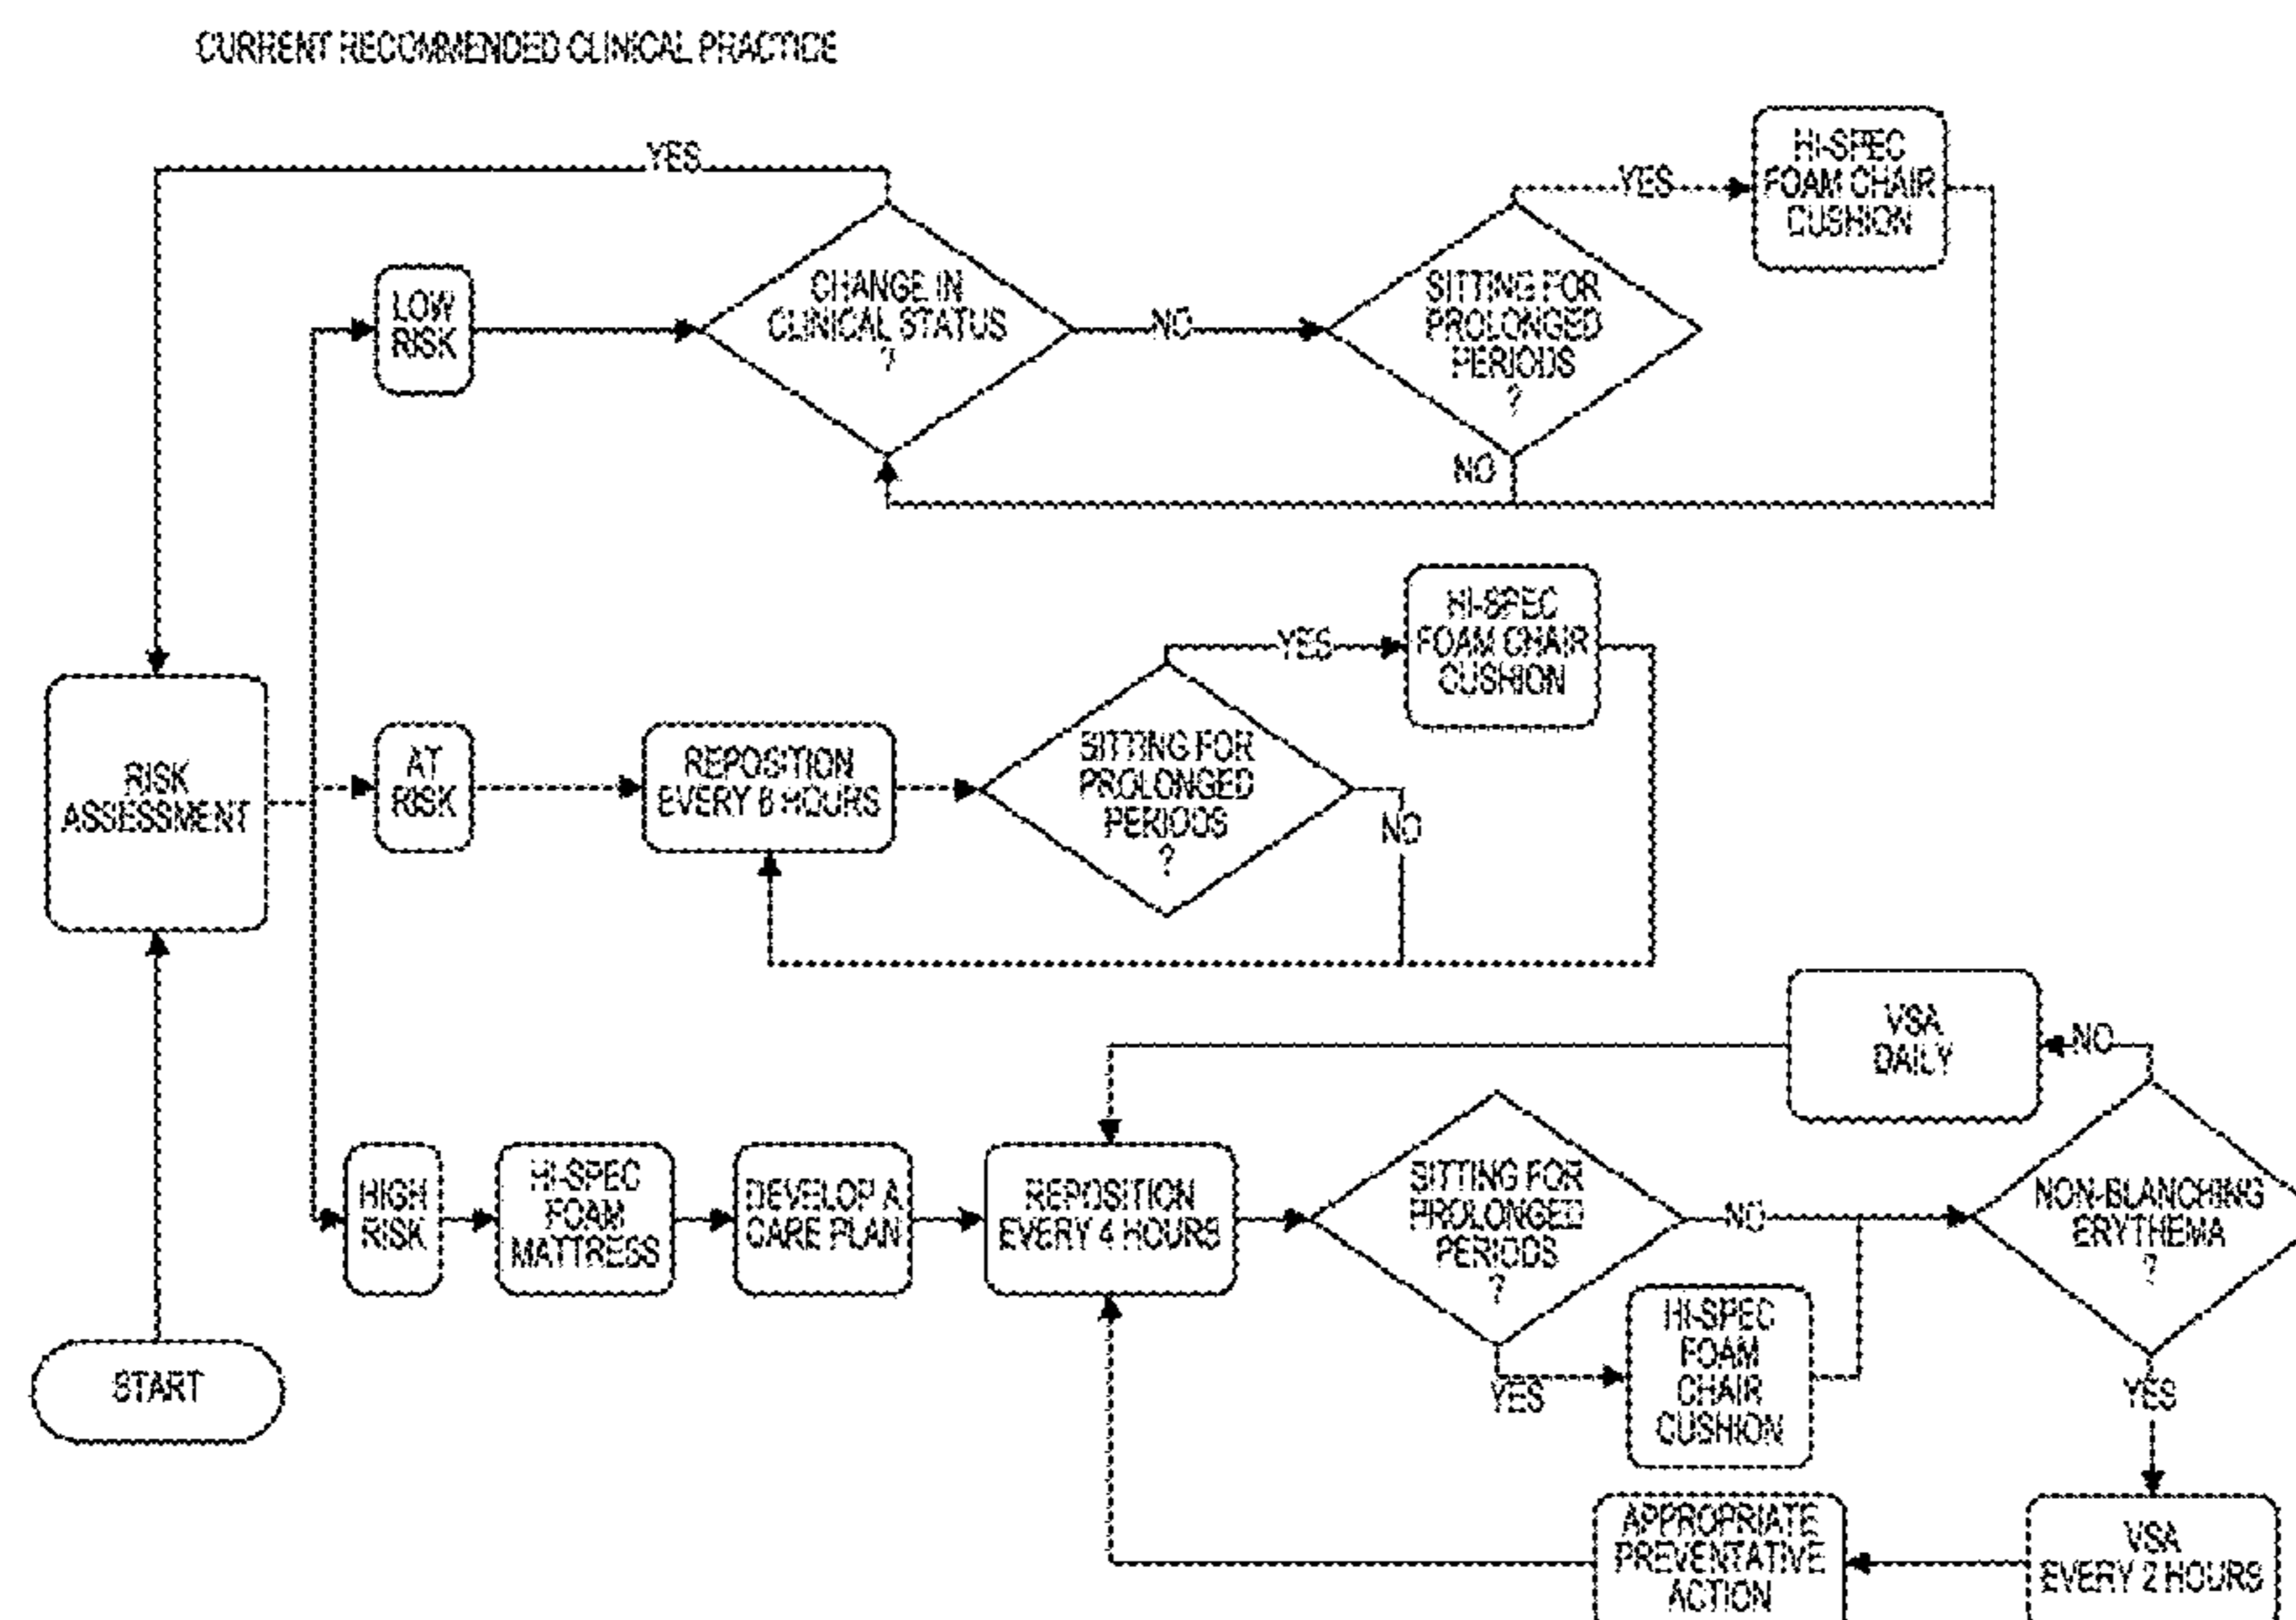 CURRENT RECOMMENDED CLINICAL PRACTICE
YES
HI-SPEC
FOAM CHAIR
CUSHION
YES
LOW
RISK
CHANGE IN
CLINICAL STATUS
?
NO
SITTING FOR
PROLONGED
PERIODS
?
NO
HI-SPEC
FOAM CHAIR
CUSHION
YES
RISK
ASSESSMENT
AT
RISK
REPOSITION
EVERY 6 HOURS
SITTING FOR
PROLONGED
PERIODS
?
NO
VSA
DAILY
NO
HIGH
RISK
HI-SPEC
FOAM
MATTRESS
DEVELOP A
CARE PLAN
REPOSITION
EVERY 4 HOURS
SITTING FOR
PROLONGED
PERIODS
?
NO
NON-BLANCHING
ERYTHEMA
?
YES
HI-SPEC
FOAM
CHAIR
CUSHION
YES
START
APPROPRIATE
PREVENTATIVE
ACTION
VSA
EVERY 2 HOURS